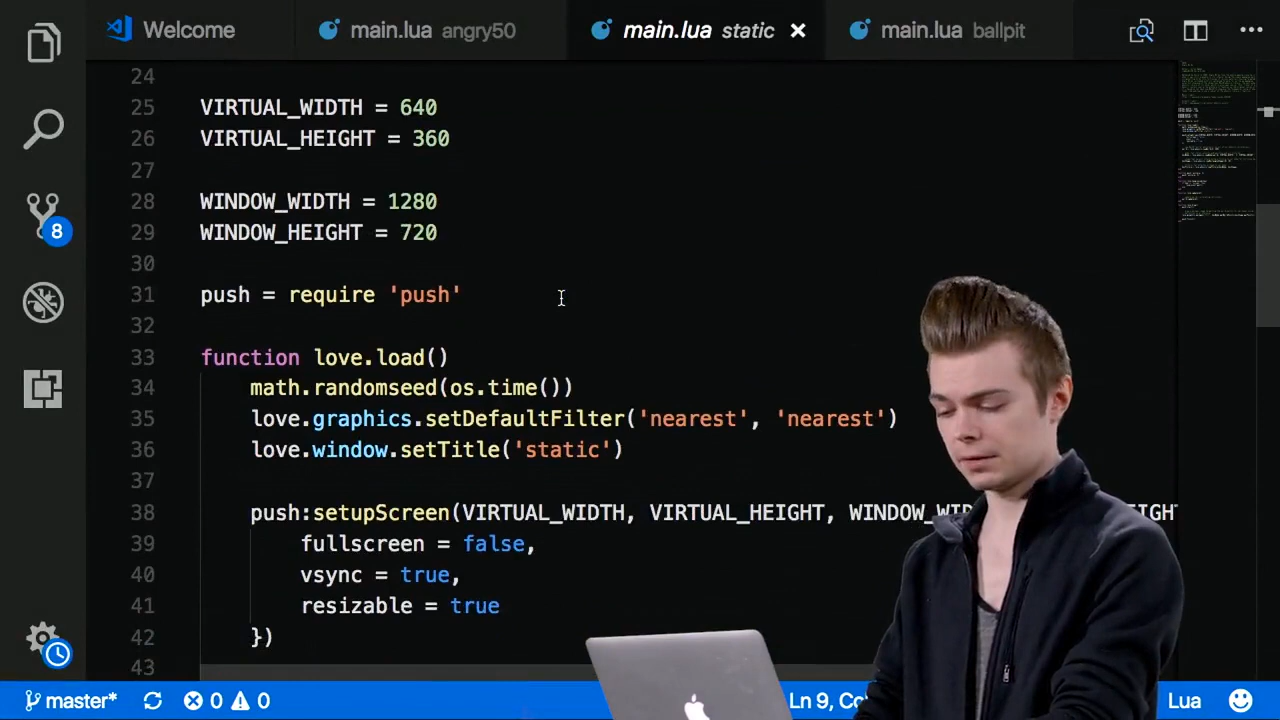 Welcome
main.lua angry50
main.lua static
main.lua ballpit
24
25 VIRTUAL_WIDTH = 640
26 VIRTUAL_HEIGHT = 360
27
28 WINDOW_WIDTH = 1280
29 WINDOW_HEIGHT = 720
30
31 push = require 'push'
32
33 function love.load()
34 math.randomseed(os.time())
35 love.graphics.setDefaultFilter('nearest', 'nearest')
36 love.window.setTitle('static')
37
38 push:setupScreen(VIRTUAL_WIDTH, VIRTUAL_HEIGHT,
39 fullscreen = false,
40 vsync = true,
41 resizable = true
42 })
43
8
master* 0 0 Ln 9, Lua